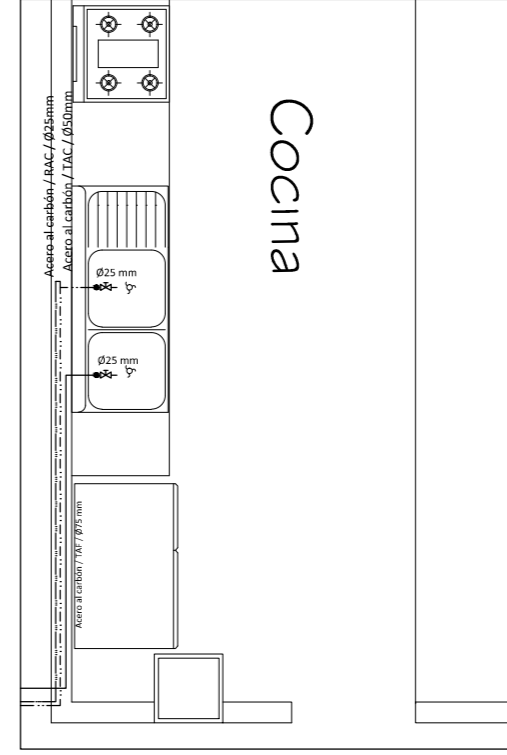 Acero al carbón / RAC / Ø25mm
Acero al carbón / TAC / Ø50mm
Cocina
Ø25 mm
Ø25 mm
Acero al carbón / TAF / Ø75 mm